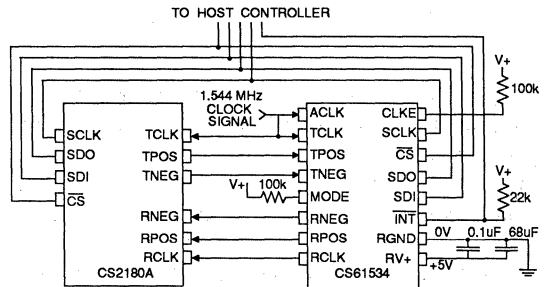 TO HOST CONTROLLER
V+
100k
1.544 MHz
CLOCK
SIGNAL
ACLK
CLKE
SCLK
TCLK
TCLK
SCLK
SDO
TPOS
TPOS
CS
SDI
TNEG
TNEG
SDO
V+
100k
V+
CS
MODE
SDI
22k
RNEG
RNEG
INT
RPOS
RPOS
RGND
0V
0.1uF
68uF
RCLK
RCLK
RV+
+5V
CS2180A
CS61534